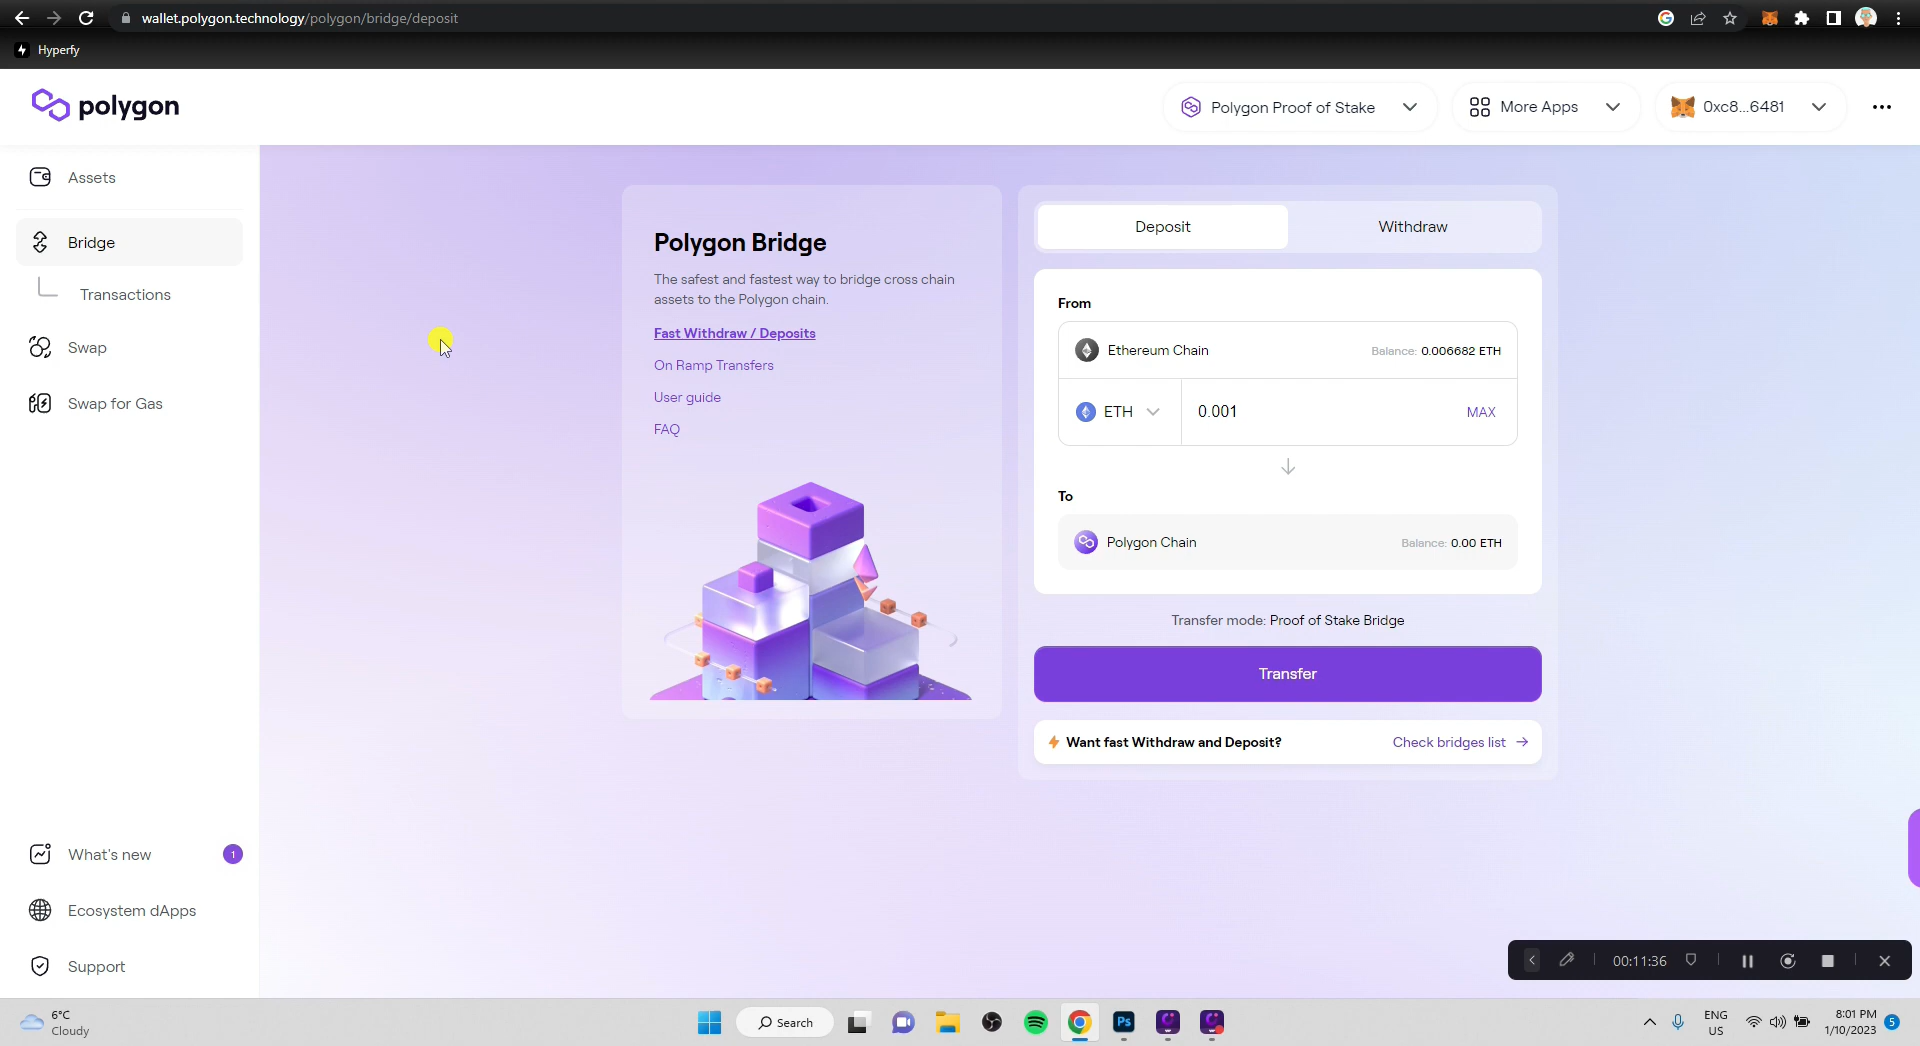 wallet.polygon.technology/polygon/bridge/deposit
Hyperfy
polygon
Polygon Proof of Stake
More Apps
0xc8...6481
Assets
Bridge
Transactions
Swap
Swap for Gas
What's new
1
Ecosystem dApps
Support
Polygon Bridge
The safest and fastest way to bridge cross chain
assets to the Polygon chain.
Fast Withdraw / Deposits
On Ramp Transfers
User guide
FAQ
Deposit
Withdraw
From
Ethereum Chain
Balance: 0.006682 ETH
ETH
0.001
MAX
To
Polygon Chain
Balance: 0.00 ETH
Transfer mode: Proof of Stake Bridge
Transfer
Want fast Withdraw and Deposit?
Check bridges list
00:11:36
6°C
Cloudy
Search
Ps
ENG
US
8:01 PM
1/10/2023
5